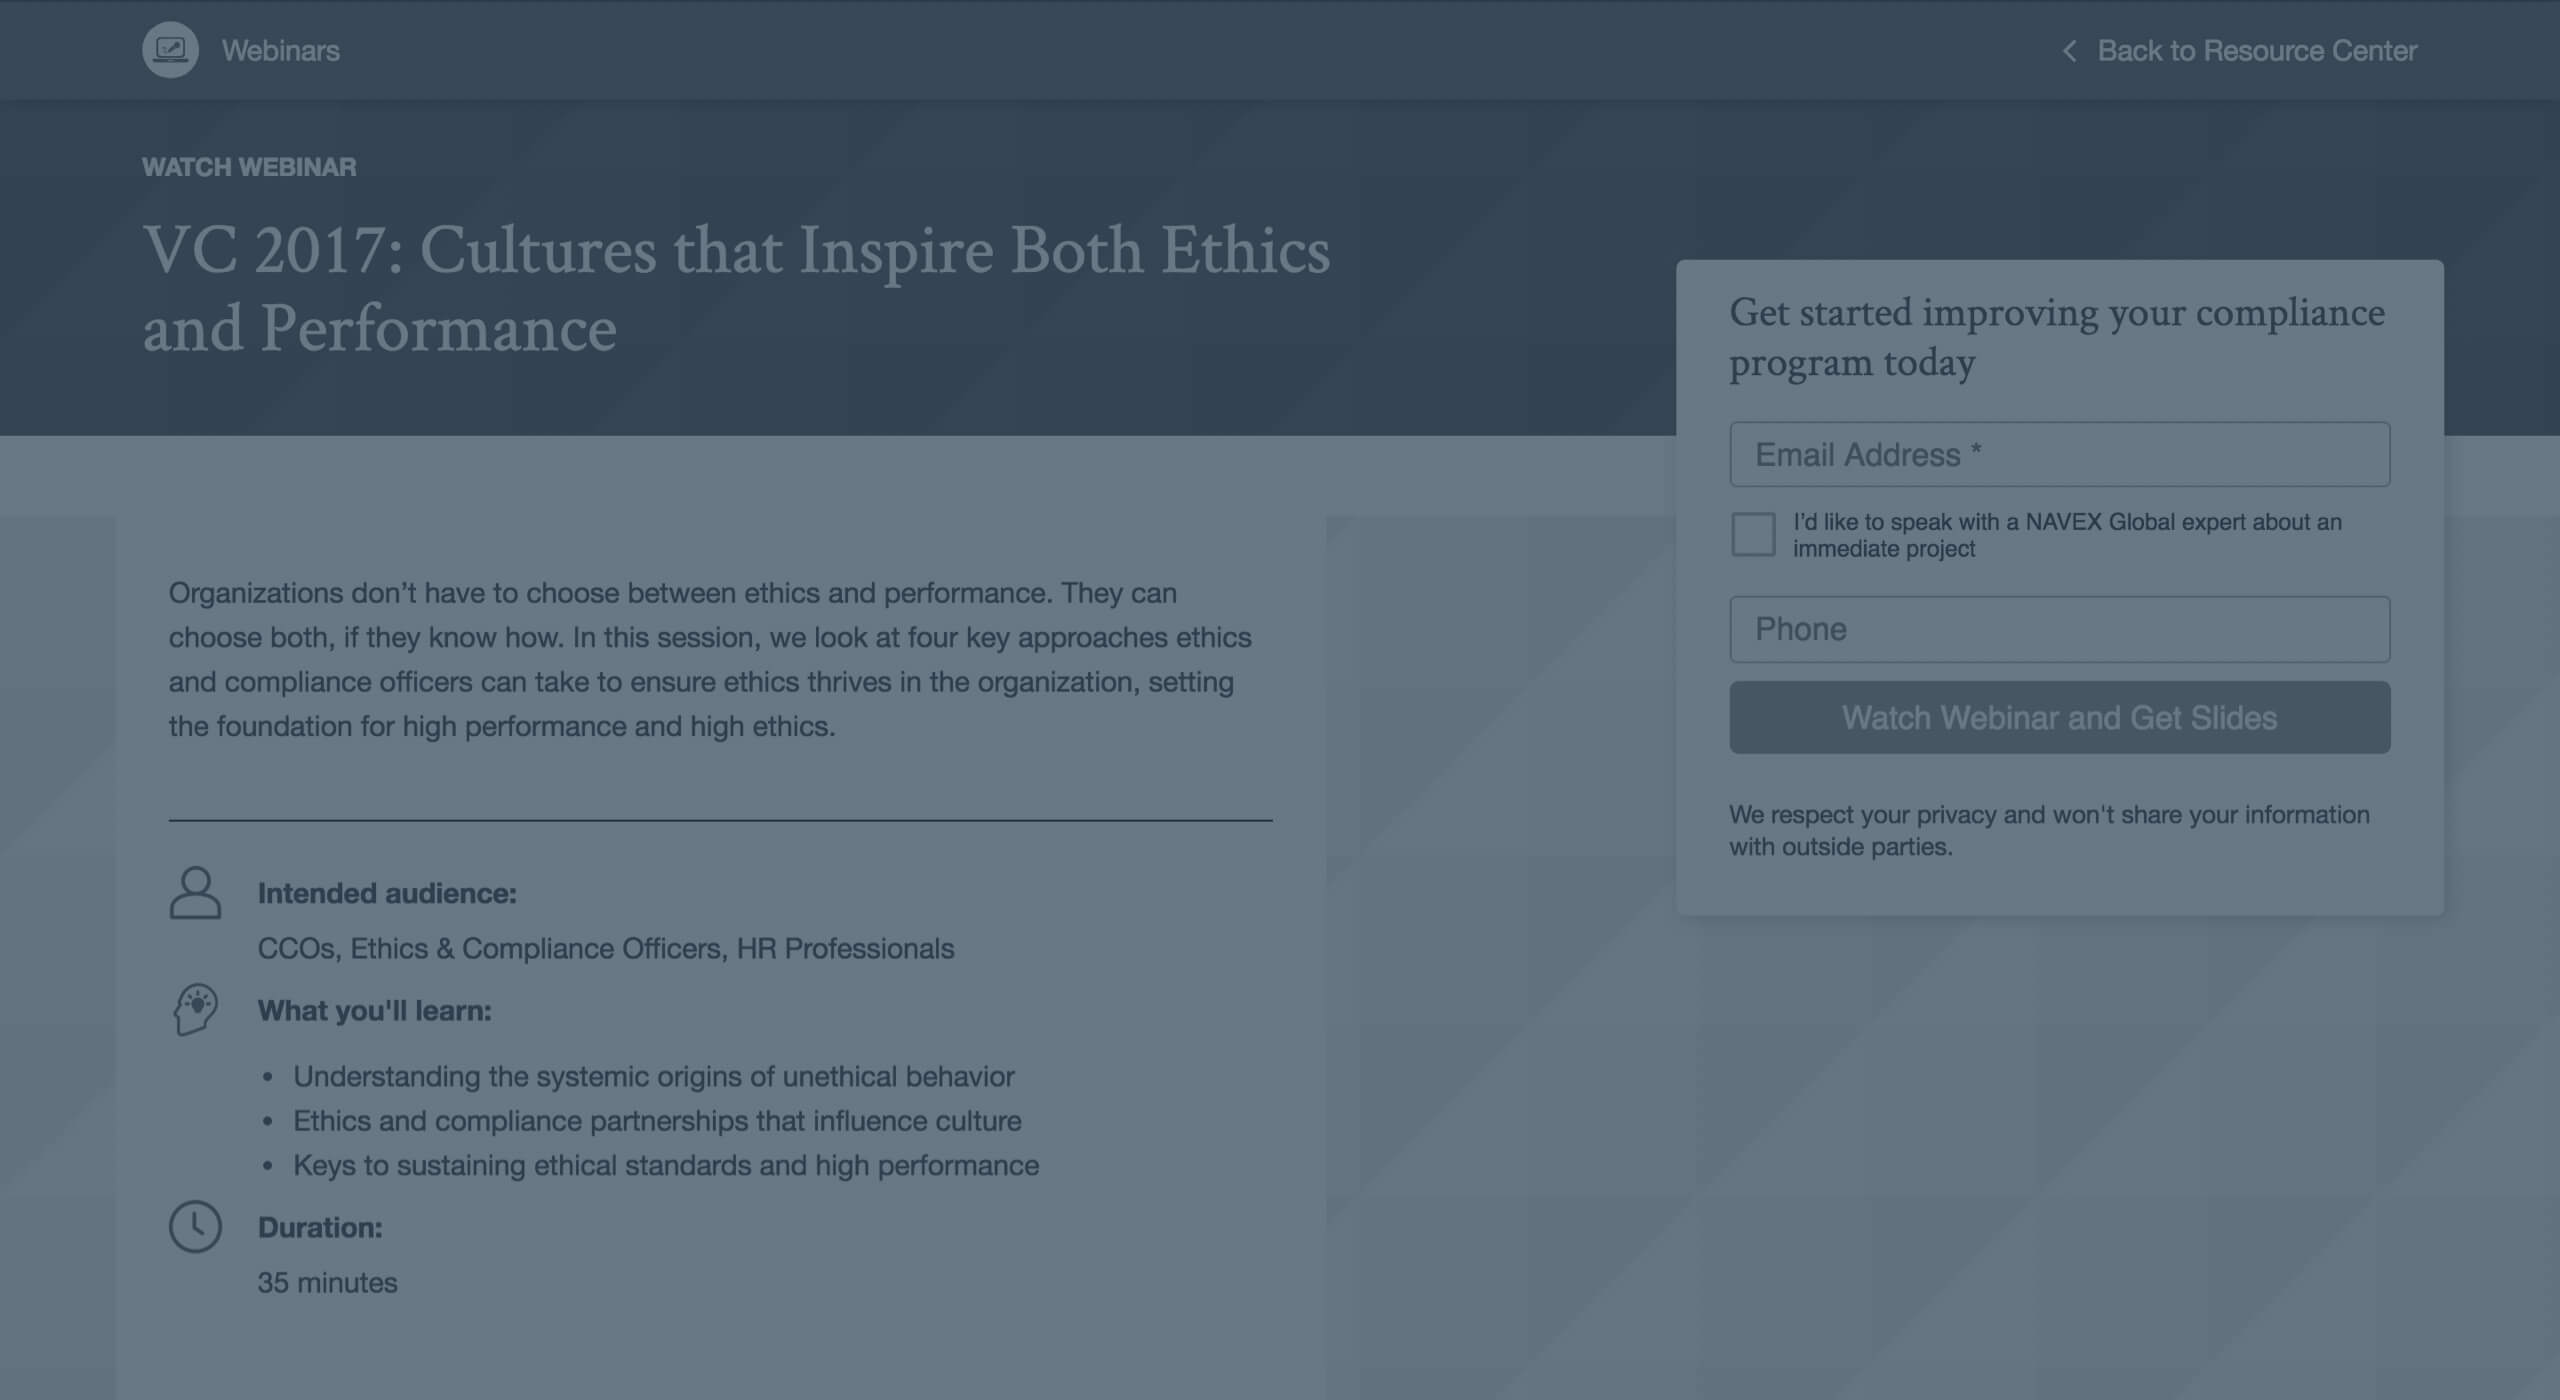 Webinars
Back to Resource Center
WATCH WEBINAR
VC 2017: Cultures that Inspire Both Ethics
and Performance
Get started improving your compliance
program today
Email Address *
I’d like to speak with a NAVEX Global expert about an
immediate project
Phone
Watch Webinar and Get Slides
We respect your privacy and won't share your information
with outside parties.
Organizations don’t have to choose between ethics and performance. They can
choose both, if they know how. In this session, we look at four key approaches ethics
and compliance officers can take to ensure ethics thrives in the organization, setting
the foundation for high performance and high ethics.
Intended audience:
CCOs, Ethics & Compliance Officers, HR Professionals
What you'll learn:
• Understanding the systemic origins of unethical behavior
• Ethics and compliance partnerships that influence culture
• Keys to sustaining ethical standards and high performance
Duration:
35 minutes